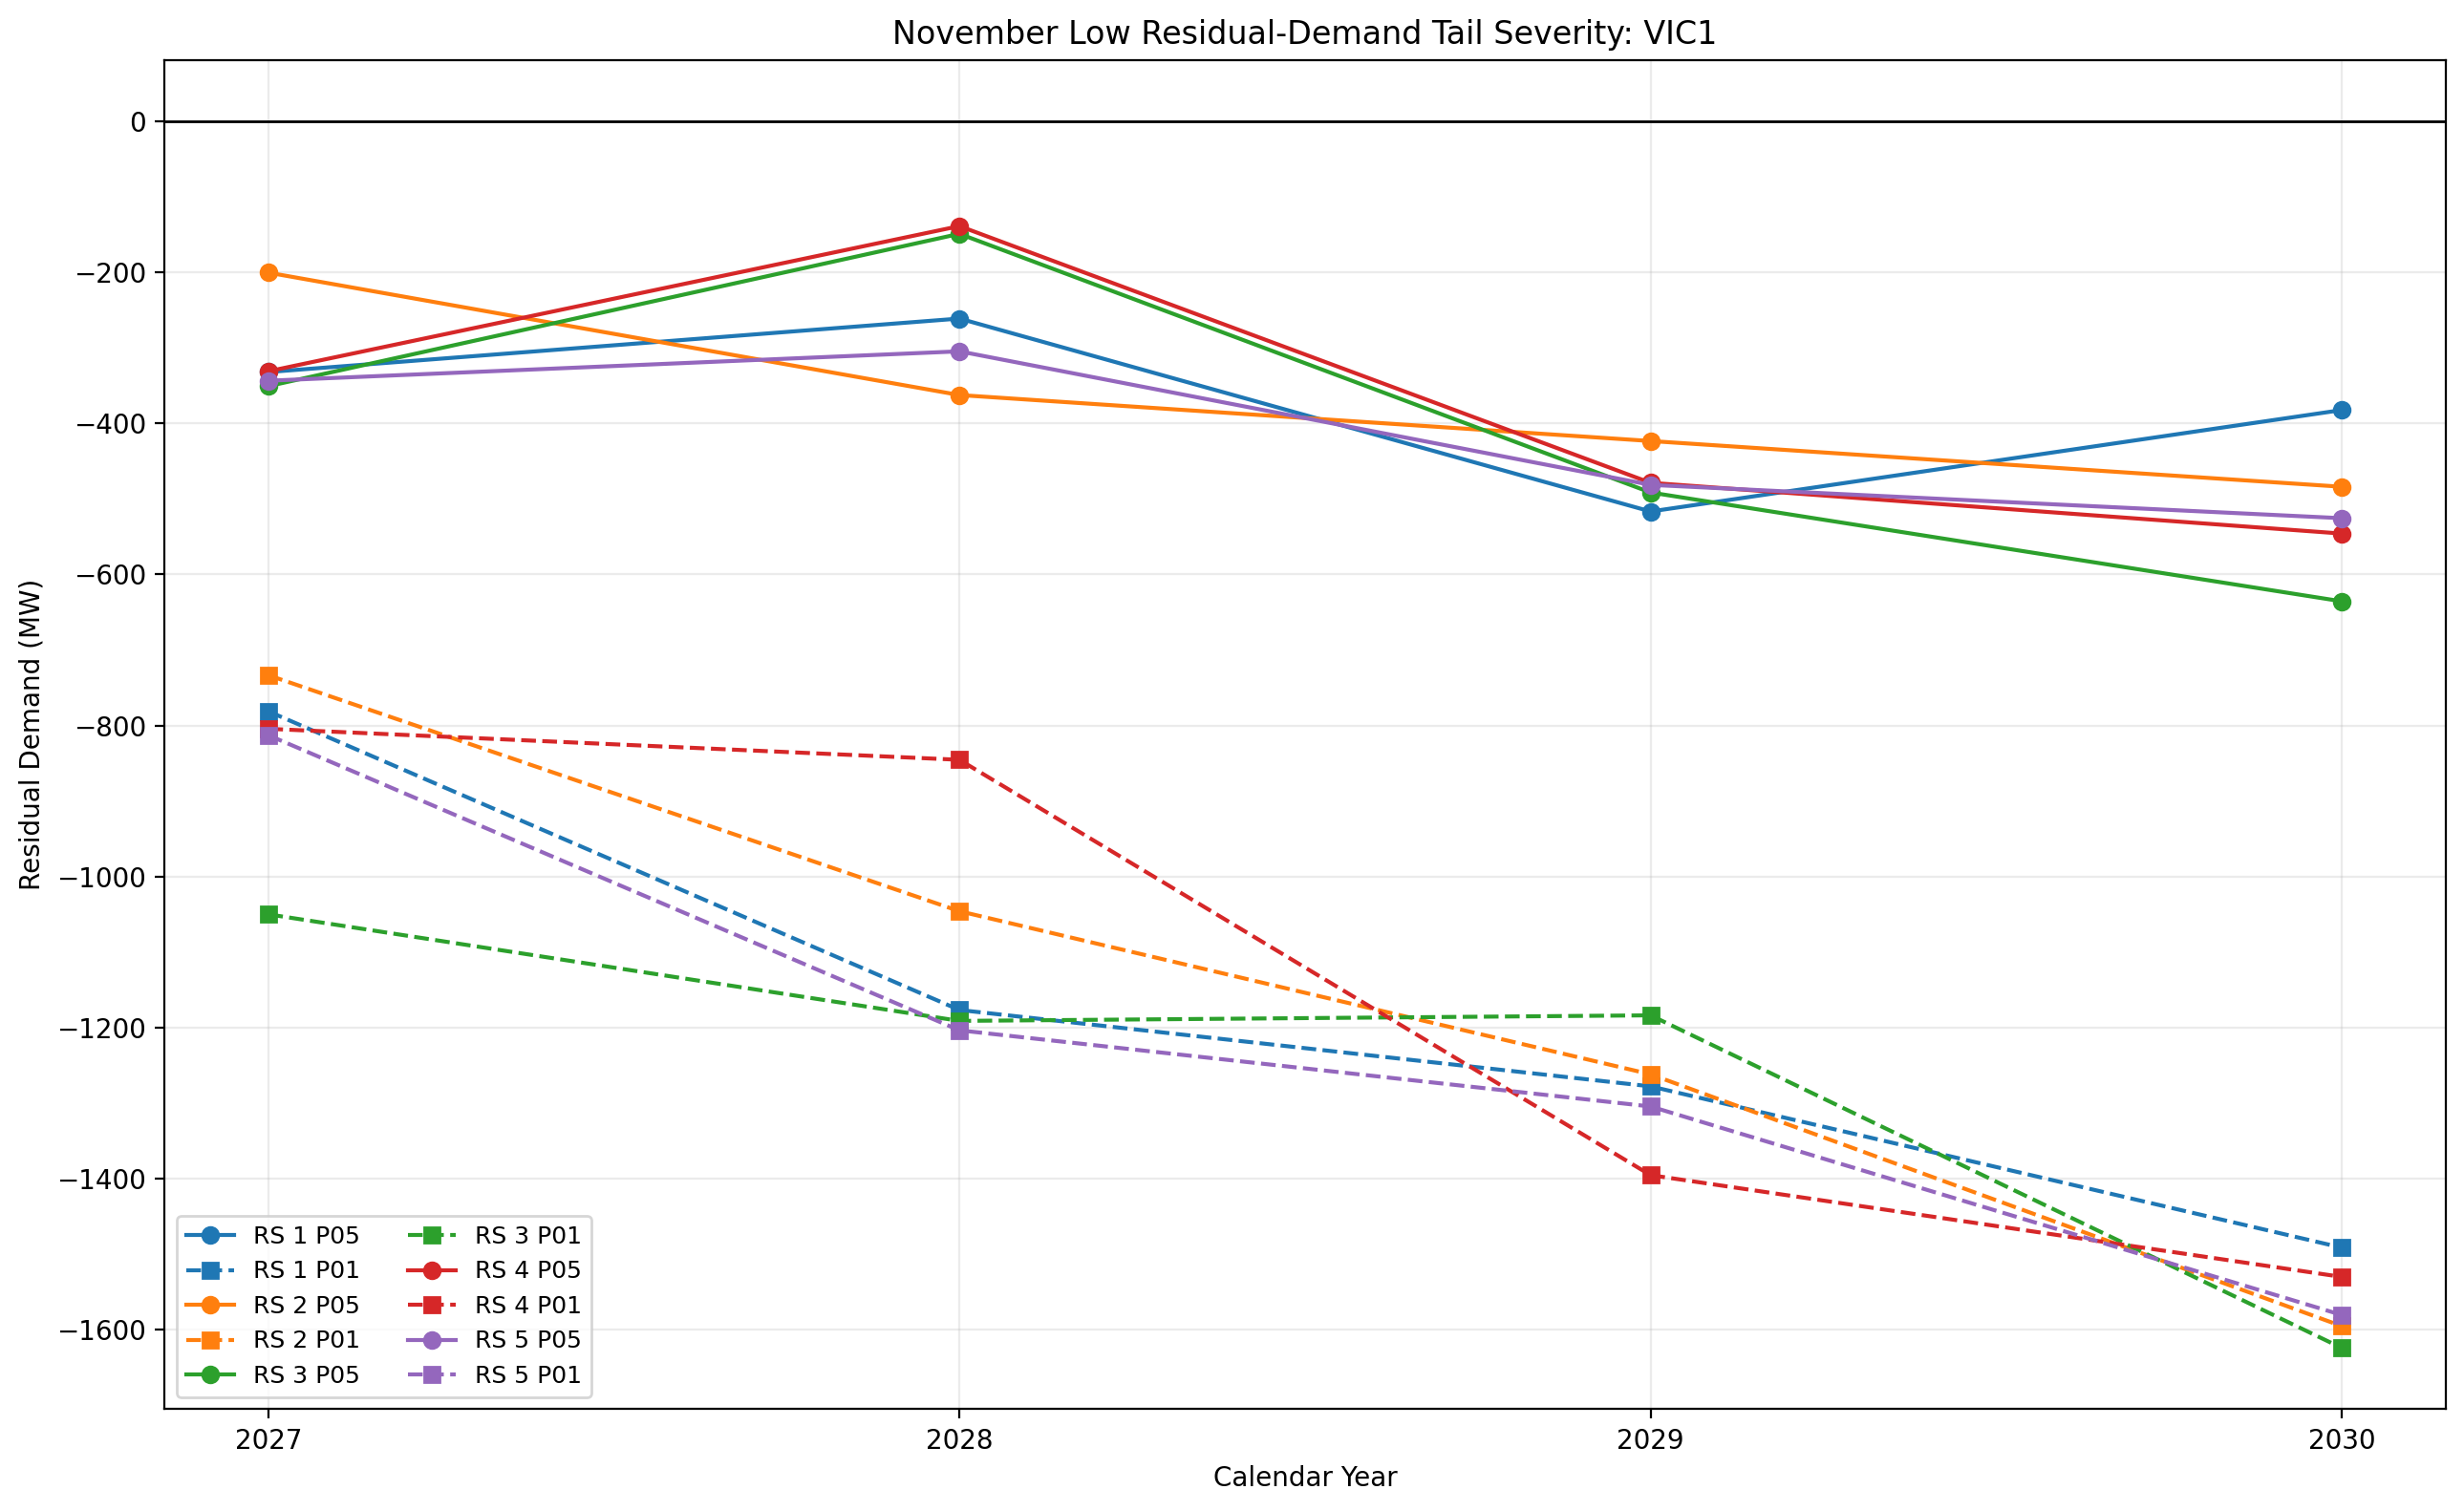 November Low Residual-Demand Tail Severity: VIC1
Residual Demand (MW)
0
−200
−400
−600
−800
−1000
−1200
−1400
−1600
RS 1 P05
RS 1 P01
RS 2 P05
RS 2 P01
RS 3 P05
RS 3 P01
RS 4 P05
RS 4 P01
RS 5 P05
RS 5 P01
2027
2028
2029
2030
Calendar Year